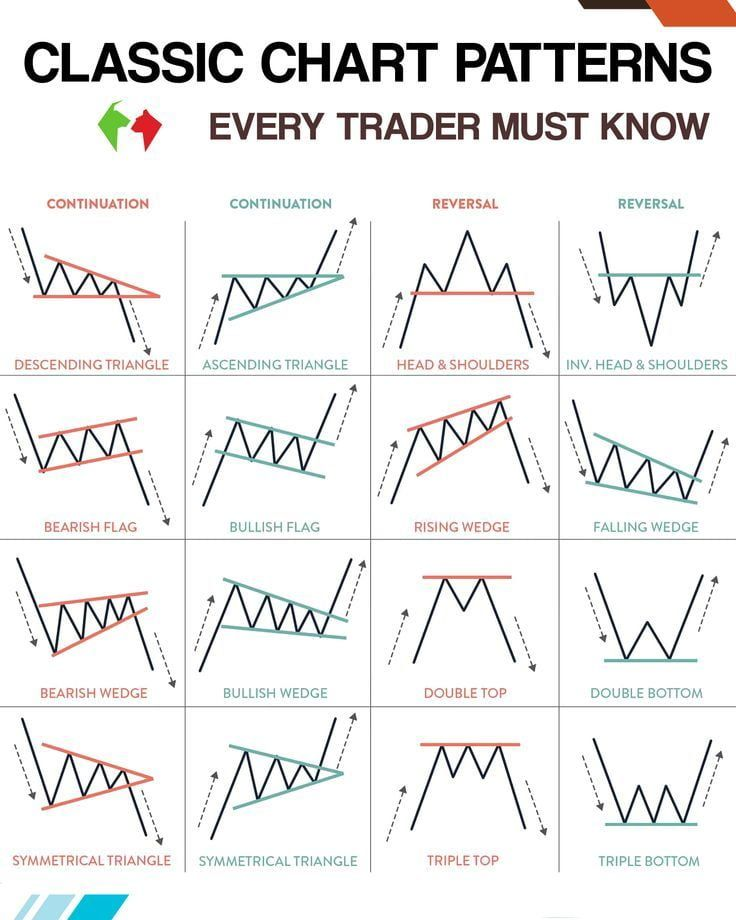 CLASSIC CHART PATTERNS
EVERY TRADER MUST KNOW
CONTINUATION
CONTINUATION
REVERSAL
REVERSAL
DESCENDING TRIANGLE
ASCENDING TRIANGLE
HEAD & SHOULDERS
INV. HEAD & SHOULDERS
BEARISH FLAG
BULLISH FLAG
RISING WEDGE
FALLING WEDGE
BEARISH WEDGE
BULLISH WEDGE
DOUBLE TOP
DOUBLE BOTTOM
SYMMETRICAL TRIANGLE
SYMMETRICAL TRIANGLE
TRIPLE TOP
TRIPLE BOTTOM